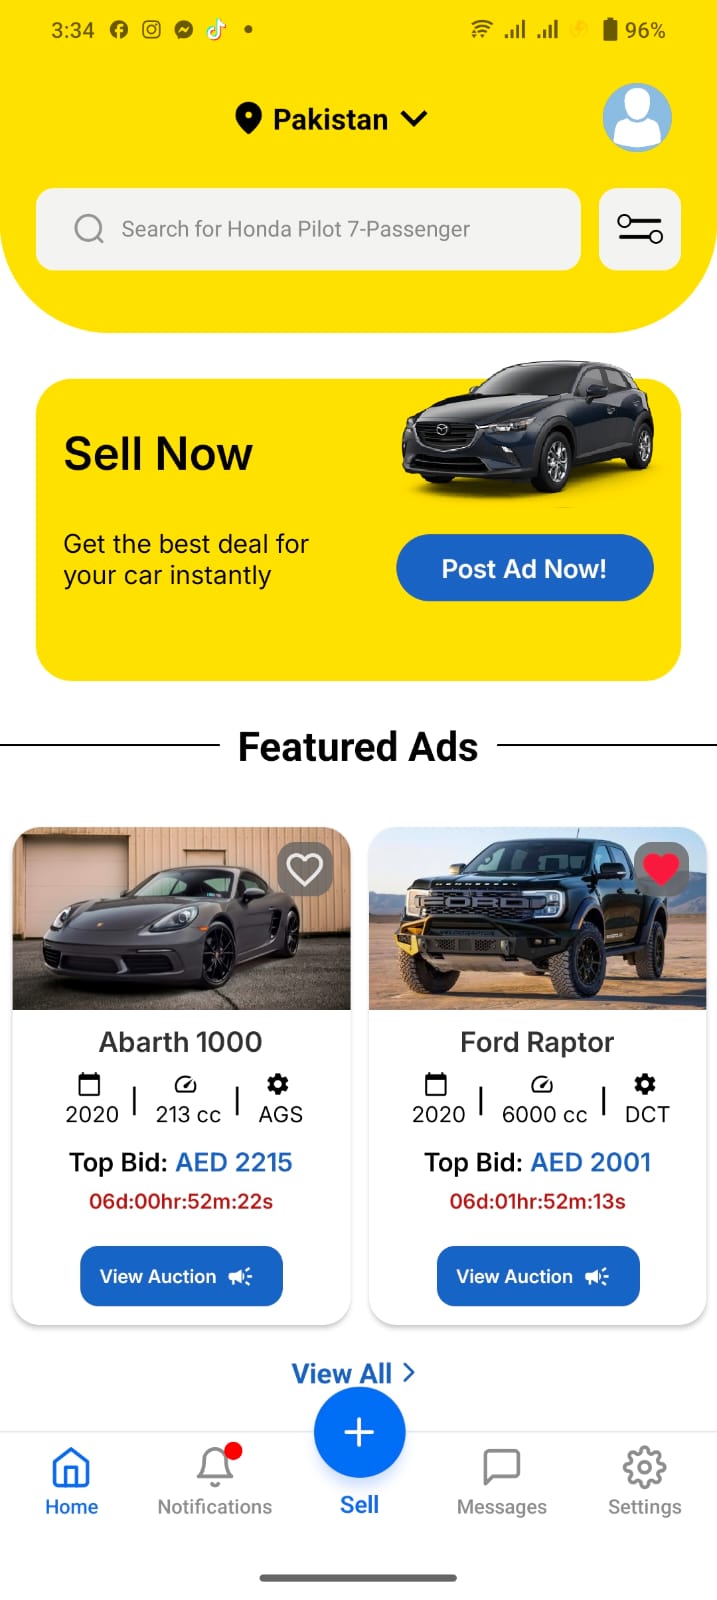 3:34
96%
Pakistan
Search for Honda Pilot 7-Passenger
Sell Now
Get the best deal for
your car instantly
Post Ad Now!
Featured Ads
FORD
Abarth 1000
2020 | 213 cc | AGS
Top Bid: AED 2215
06d:00hr:52m:22s
View Auction
Ford Raptor
2020 | 6000 cc | DCT
Top Bid: AED 2001
06d:01hr:52m:13s
View Auction
View All >
Home
Notifications
Sell
Messages
Settings